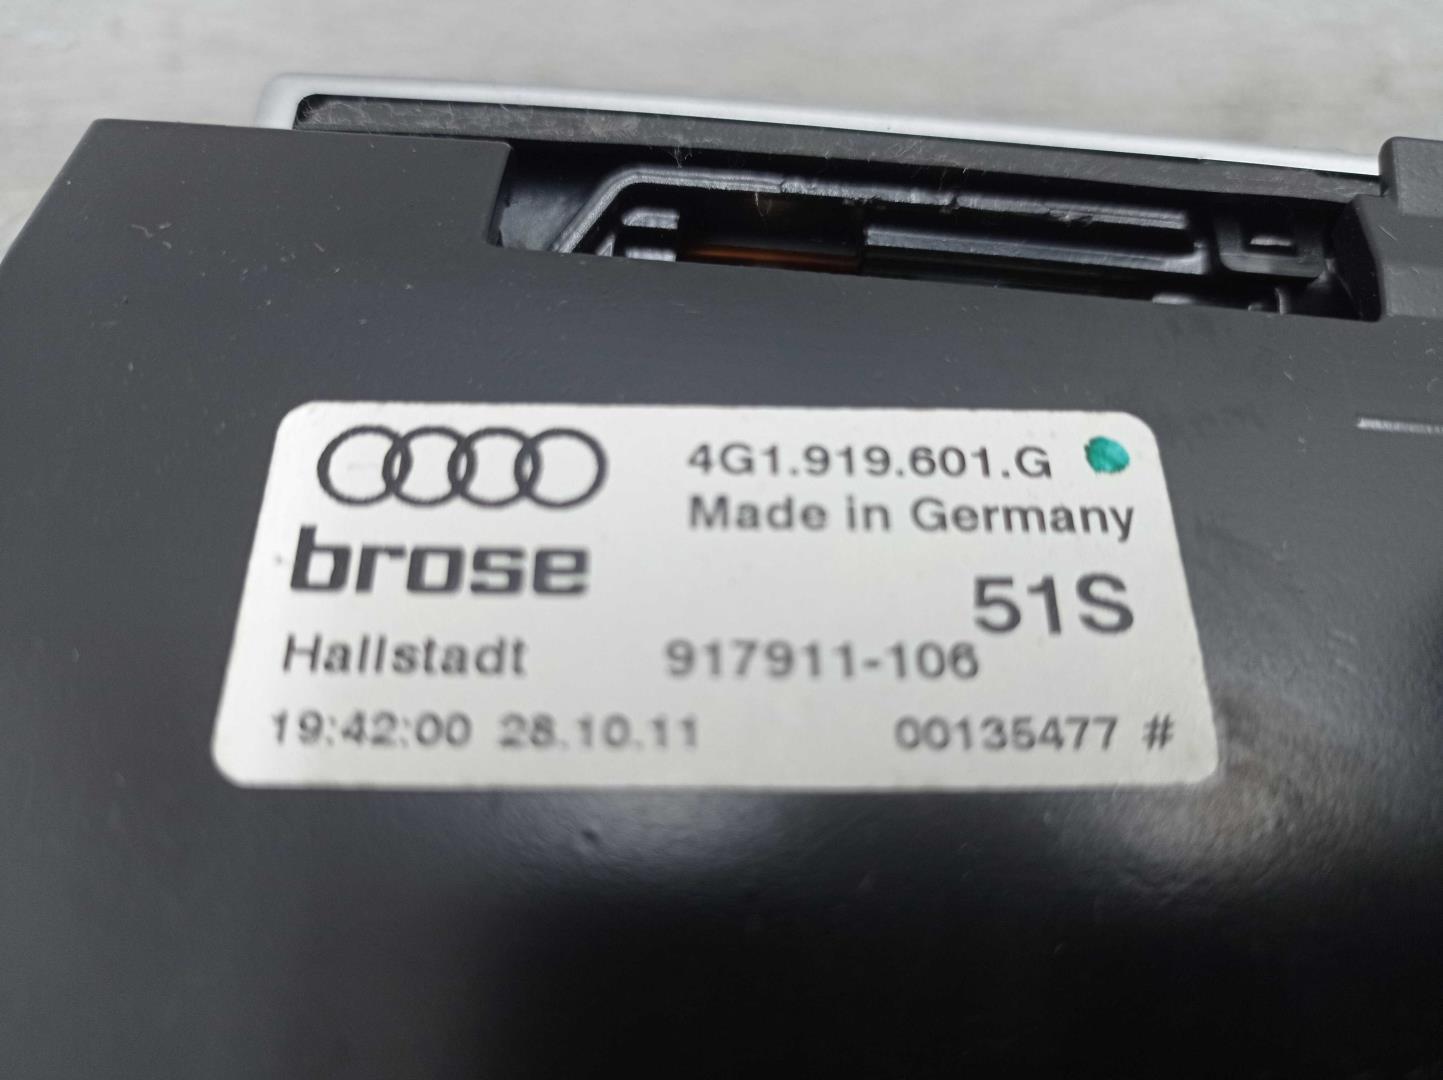 4G1.919.601.G
Made in Germany
brose
51S
Hallstadt 917911-106
19:42:00 28.10.11 00135477 #